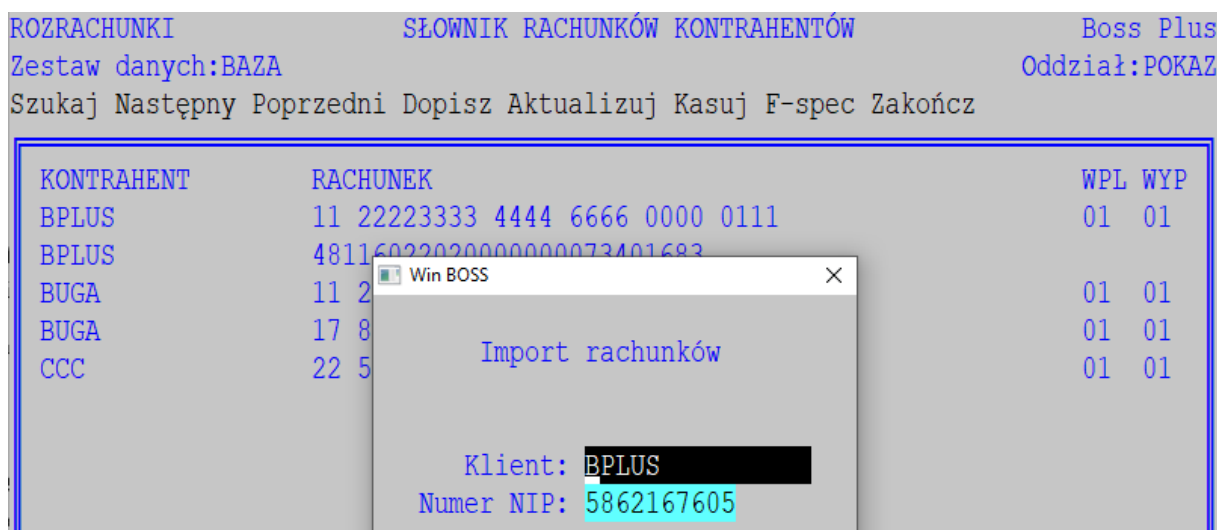 ROZRACHUNKI SŁOWNIK RACHUNKÓW KONTRAHENTÓW Boss Plus
Zestaw danych:BAZA Oddział:POKAZ
Szukaj Następny Poprzedni Dopisz Aktualizuj Kasuj F-spec Zakończ
KONTRAHENT RACHUNEK WPL WYP
BPLUS 11 22223333 4444 6666 0000 0111 01 01
BPLUS 48116022020000000073401683
BUGA 11 2 01 01
BUGA 17 8 01 01
CCC 22 5 01 01
Win BOSS
Import rachunków
Klient: BPLUS
Numer NIP: 5862167605